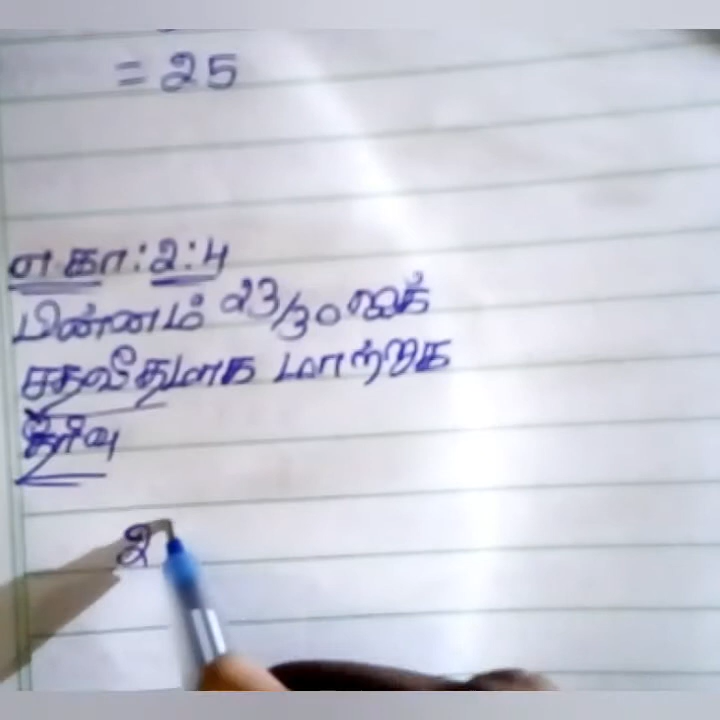 = 25
எ.கா : 2:4
பின்னம் 23/30 ஐக்
சதவீதமாக மாற்றுக
தீர்வு
2